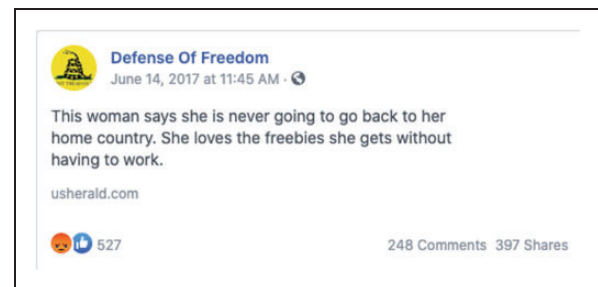 Defense Of Freedom
June 14, 2017 at 11:45 AM ·
This woman says she is never going to go back to her
home country. She loves the freebies she gets without
having to work.
usherald.com
527
248 Comments 397 Shares